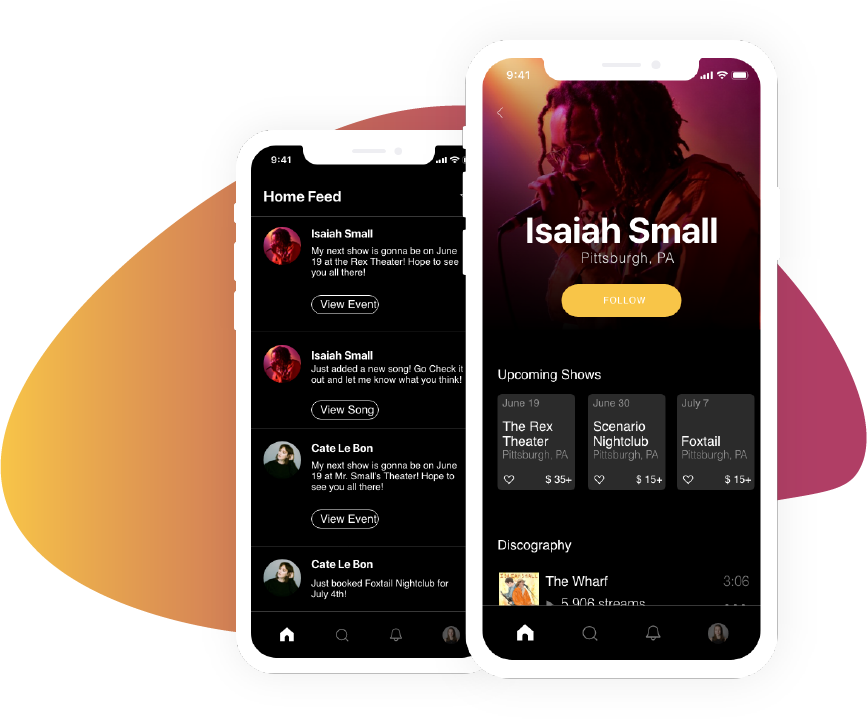 9:41
Home Feed
Isaiah Small
My next show is gonna be on June
19 at the Rex Theater! Hope to see
you all there!
View Event
Isaiah Small
Just added a new song! Go Check it
out and let me know what you think!
View Song
Cate Le Bon
My next show is gonna be on June
19 at Mr. Small's Theater! Hope to
see you all there!
View Event
Cate Le Bon
Just booked Foxtail Nightclub for
July 4th!
9:41
Isaiah Small
Pittsburgh, PA
FOLLOW
Upcoming Shows
June 19
The Rex
Theater
Pittsburgh, PA
$ 35+
June 30
Scenario
Nightclub
Pittsburgh, PA
$ 15+
July 7
Foxtail
Pittsburgh, PA
$ 15+
Discography
The Wharf
3:06
5,906 streams